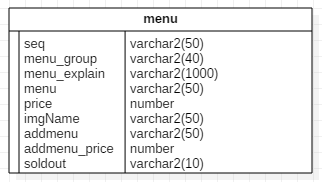 menu
seq varchar2(50)
menu_group varchar2(40)
menu_explain varchar2(1000)
menu varchar2(50)
price number
imgName varchar2(50)
addmenu varchar2(50)
addmenu_price number
soldout varchar2(10)